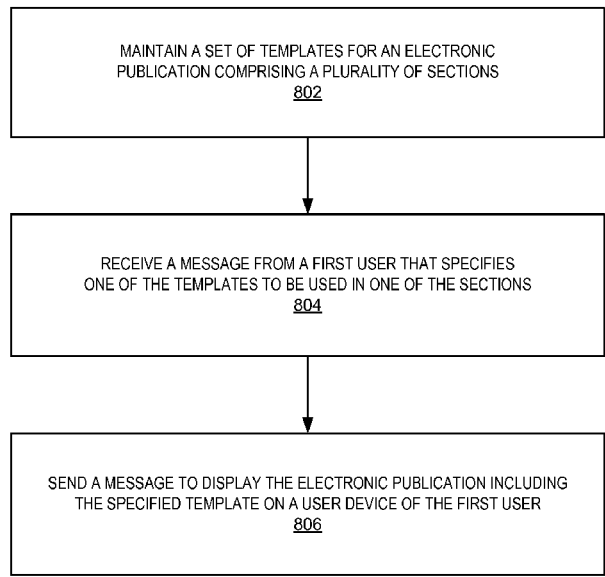 MAINTAIN A SET OF TEMPLATES FOR AN ELECTRONIC
PUBLICATION COMPRISING A PLURALITY OF SECTIONS
802
RECEIVE A MESSAGE FROM A FIRST USER THAT SPECIFIES
ONE OF THE TEMPLATES TO BE USED IN ONE OF THE SECTIONS
804
SEND A MESSAGE TO DISPLAY THE ELECTRONIC PUBLICATION INCLUDING
THE SPECIFIED TEMPLATE ON A USER DEVICE OF THE FIRST USER
806